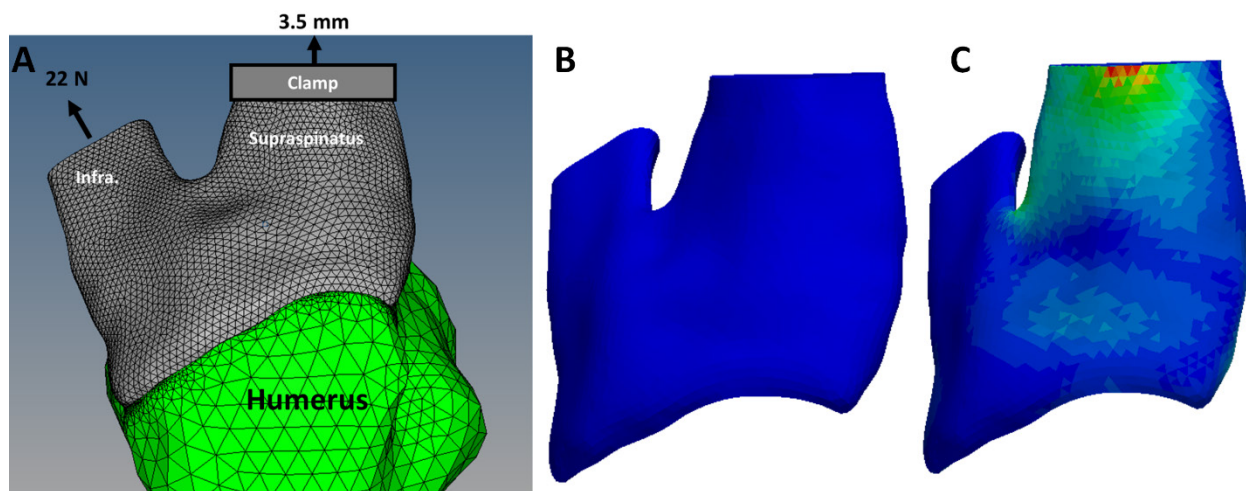 3.5 mm
A
22 N
Clamp
Supraspinatus
Infra.
Humerus
B
C